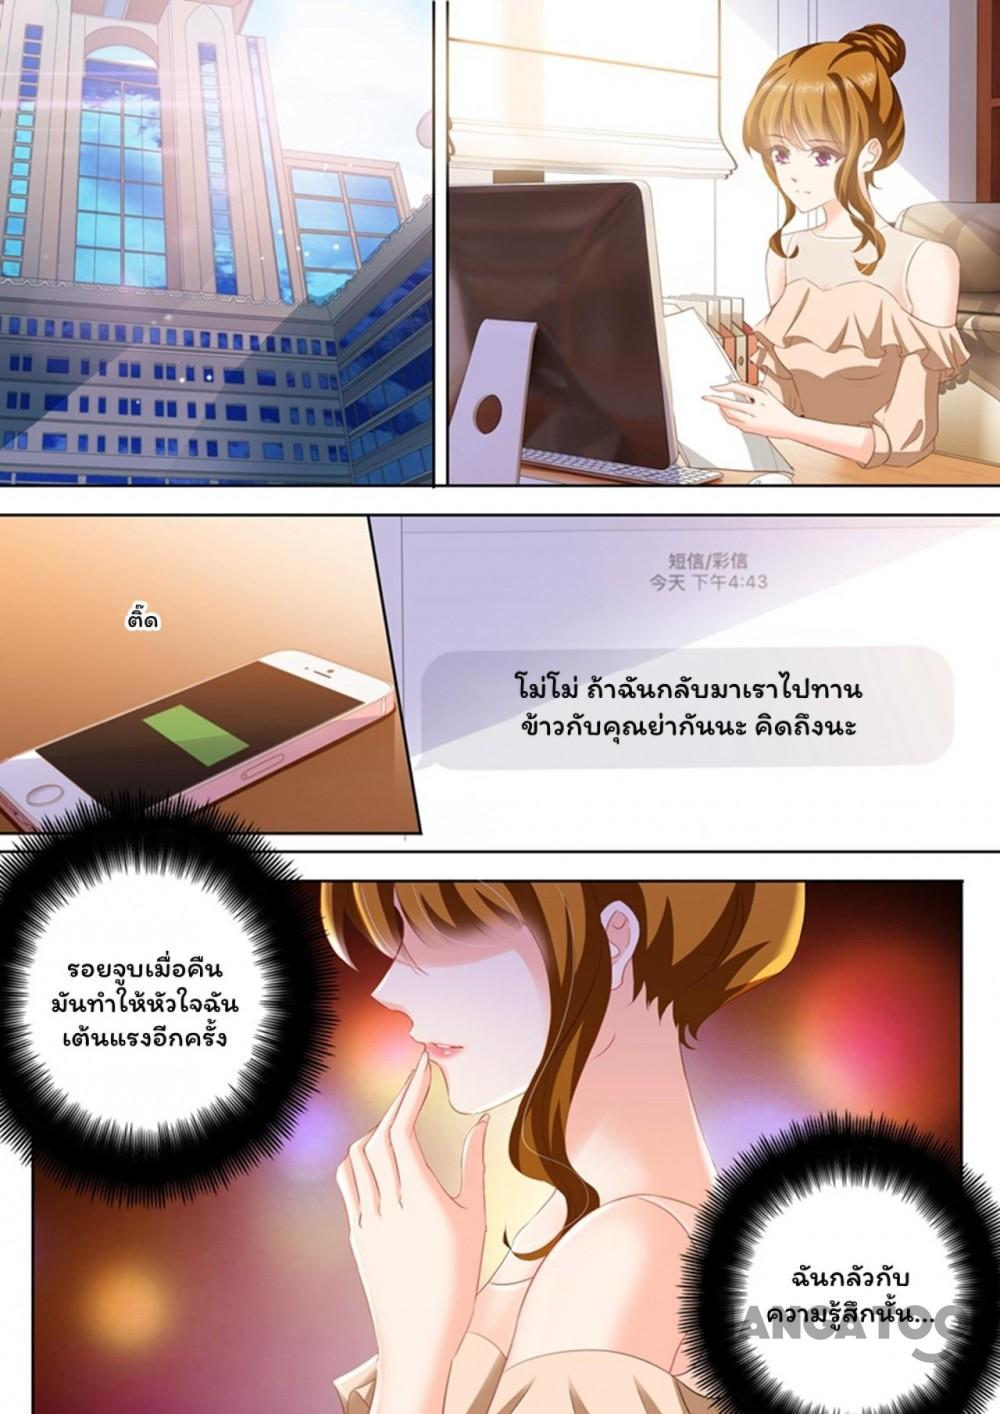 短信/彩信
今天 下午4:43
ติ๊ด
โม่โม่ ถ้าฉันกลับมาเราไปทาน
ข้าวกับคุณย่ากันนะ คิดถึงนะ
รอยจูบเมื่อคืน
มันทำให้หัวใจฉัน
เต้นแรงอีกครั้ง
ฉันกลัวกับ
ความรู้สึกนั้น...